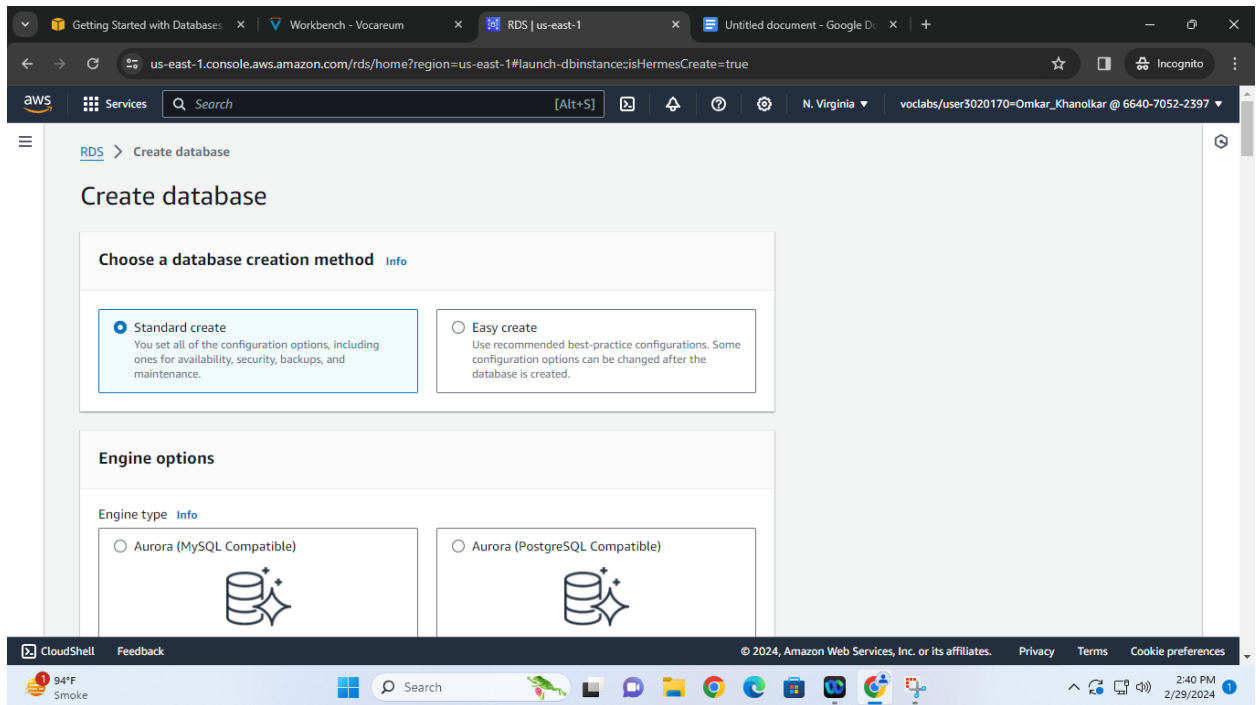 Getting Started with Databases
Workbench - Vocareum
RDS | us-east-1
Untitled document - Google Do
us-east-1.console.aws.amazon.com/rds/home?region=us-east-1#launch-dbinstance:;isHermesCreate=true
Incognito
aws
Services
Search
[Alt+S]
N. Virginia
voclabs/user3020170=Omkar_Khanolkar @ 6640-7052-2397
RDS > Create database
Create database
Choose a database creation method Info
Standard create
You set all of the configuration options, including
ones for availability, security, backups, and
maintenance.
Easy create
Use recommended best-practice configurations. Some
configuration options can be changed after the
database is created.
Engine options
Engine type Info
Aurora (MySQL Compatible)
Aurora (PostgreSQL Compatible)
CloudShell
Feedback
© 2024, Amazon Web Services, Inc. or its affiliates.
Privacy
Terms
Cookie preferences
1
94°F
Smoke
Search
2:40 PM
2/29/2024
1